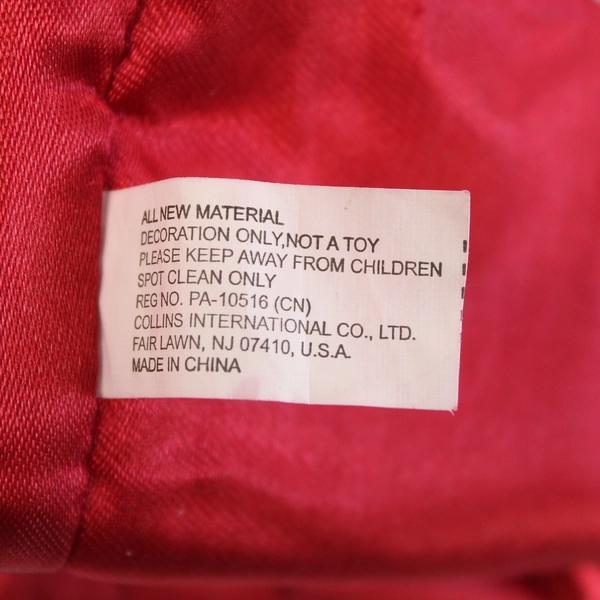 ALL NEW MATERIAL
DECORATION ONLY,NOT A TOY
PLEASE KEEP AWAY FROM CHILDREN
SPOT CLEAN ONLY
REG NO. PA-10516 (CN)
COLLINS INTERNATIONAL CO., LTD.
FAIR LAWN, NJ 07410, U.S.A.
MADE IN CHINA